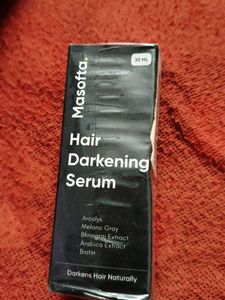 Masofta.
30 ML
Hair
Darkening
Serum
Arcolys
Melano Gray
Bhringraj Extract
Arabica Extract
Biotin
Darkens Hair Naturally